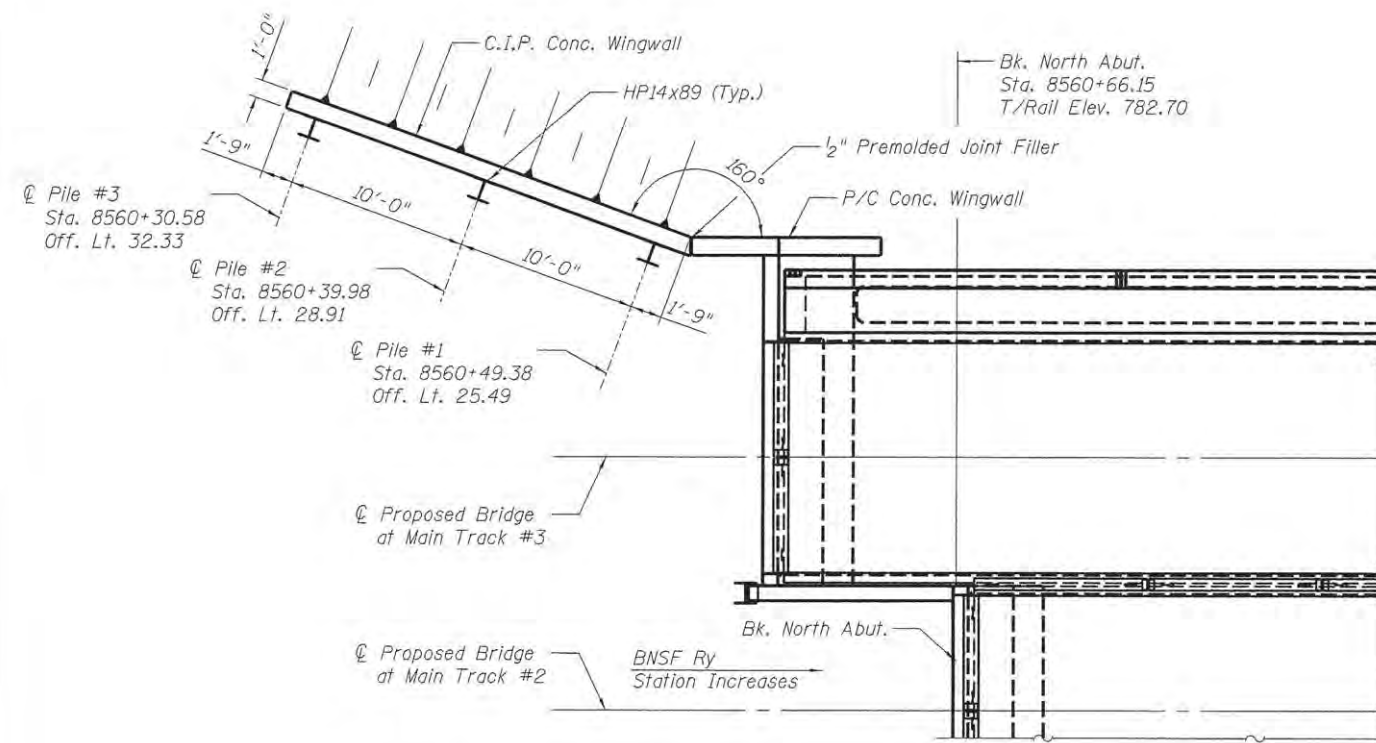 1'-0"
C.I.P. Conc. Wingwall
HP14x89 (Typ.)
Bk. North Abut.
Sta. 8560+66.15
T/Rail Elev. 782.70
½" Premolded Joint Filler
160°
P/C Conc. Wingwall
1'-9"
10'-0"
10'-0"
1'-9"
℄ Pile #3
Sta. 8560+30.58
Off. Lt. 32.33
℄ Pile #2
Sta. 8560+39.98
Off. Lt. 28.91
℄ Pile #1
Sta. 8560+49.38
Off. Lt. 25.49
℄ Proposed Bridge
at Main Track #3
Bk. North Abut.
℄ Proposed Bridge
at Main Track #2
BNSF Ry
Station Increases